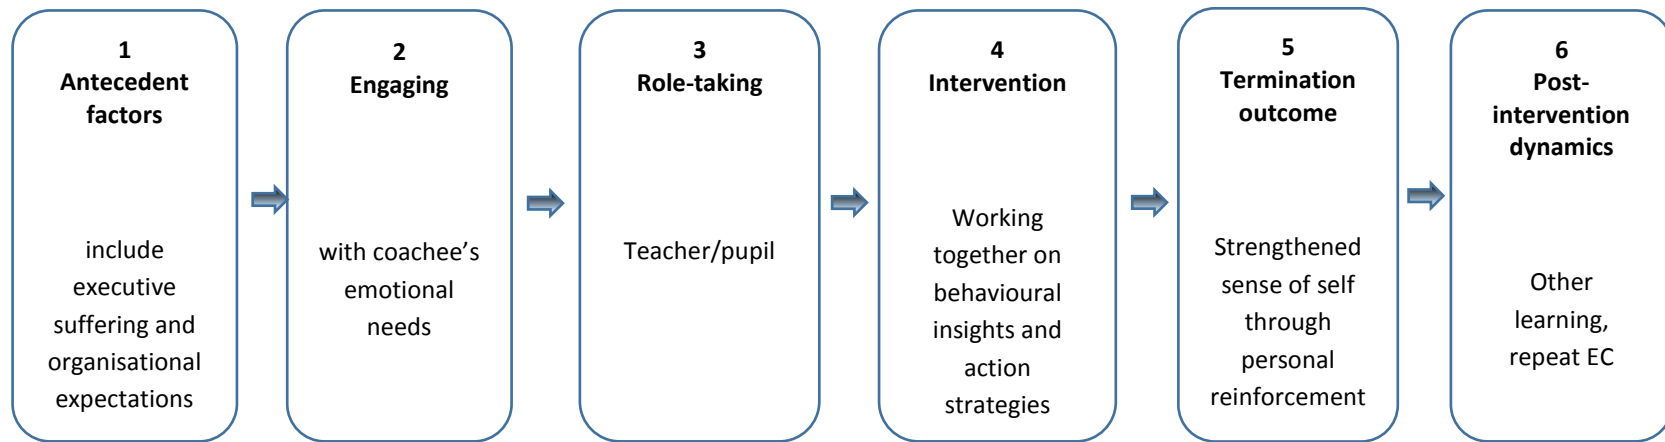 1
Antecedent
factors
include
executive
suffering and
organisational
expectations
2
Engaging
with coachee’s
emotional
needs
3
Role-taking
Teacher/pupil
4
Intervention
Working
together on
behavioural
insights and
action
strategies
5
Termination
outcome
Strengthened
sense of self
through
personal
reinforcement
6
Post-
intervention
dynamics
Other
learning,
repeat EC